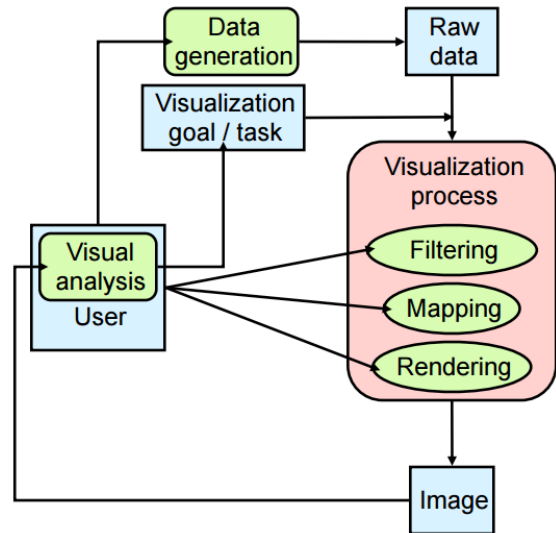 Data
generation
Raw
data
Visualization
goal / task
Visualization
process
Visual
analysis
User
Filtering
Mapping
Rendering
Image